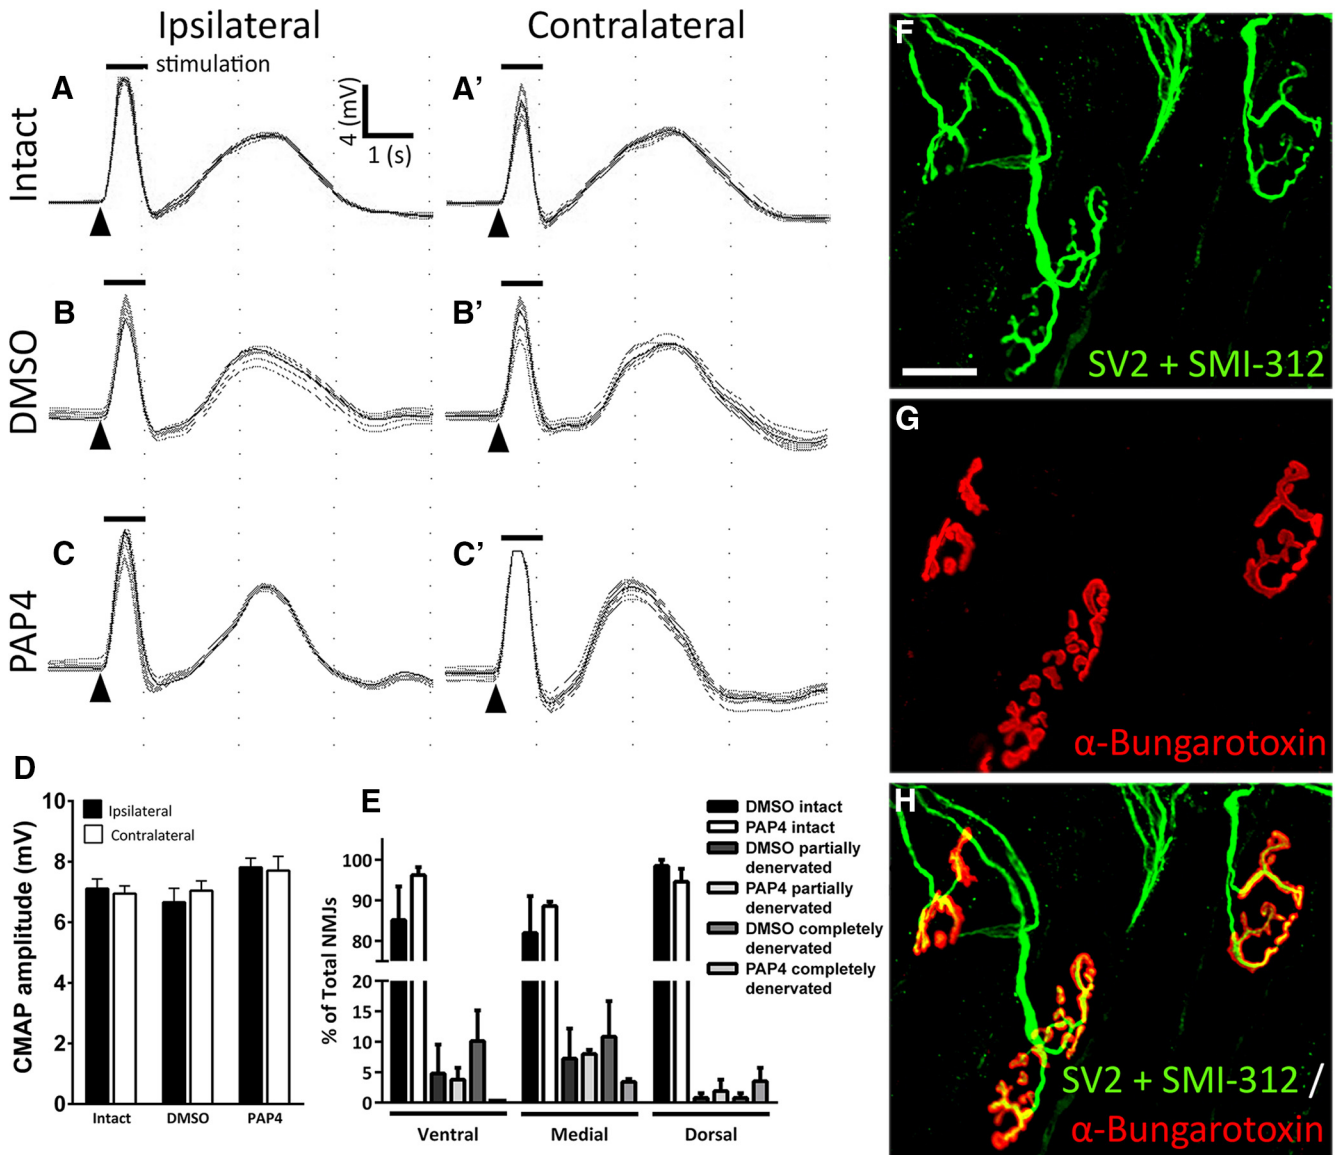 Ipsilateral
Contralateral
stimulation
A
A'
4 (mV)
1 (s)
Intact
B
B'
DMSO
C
C'
PAP4
D
CMAP amplitude (mV)
10
8
6
4
2
0
Ipsilateral
Contralateral
Intact
DMSO
PAP4
E
% of Total NMJs
100
90
80
20
15
10
5
0
Ventral
Medial
Dorsal
DMSO intact
PAP4 intact
DMSO partially
denervated
PAP4 partially
denervated
DMSO completely
denervated
PAP4 completely
denervated
F
SV2 + SMI-312
G
α-Bungarotoxin
H
SV2 + SMI-312 /
α-Bungarotoxin